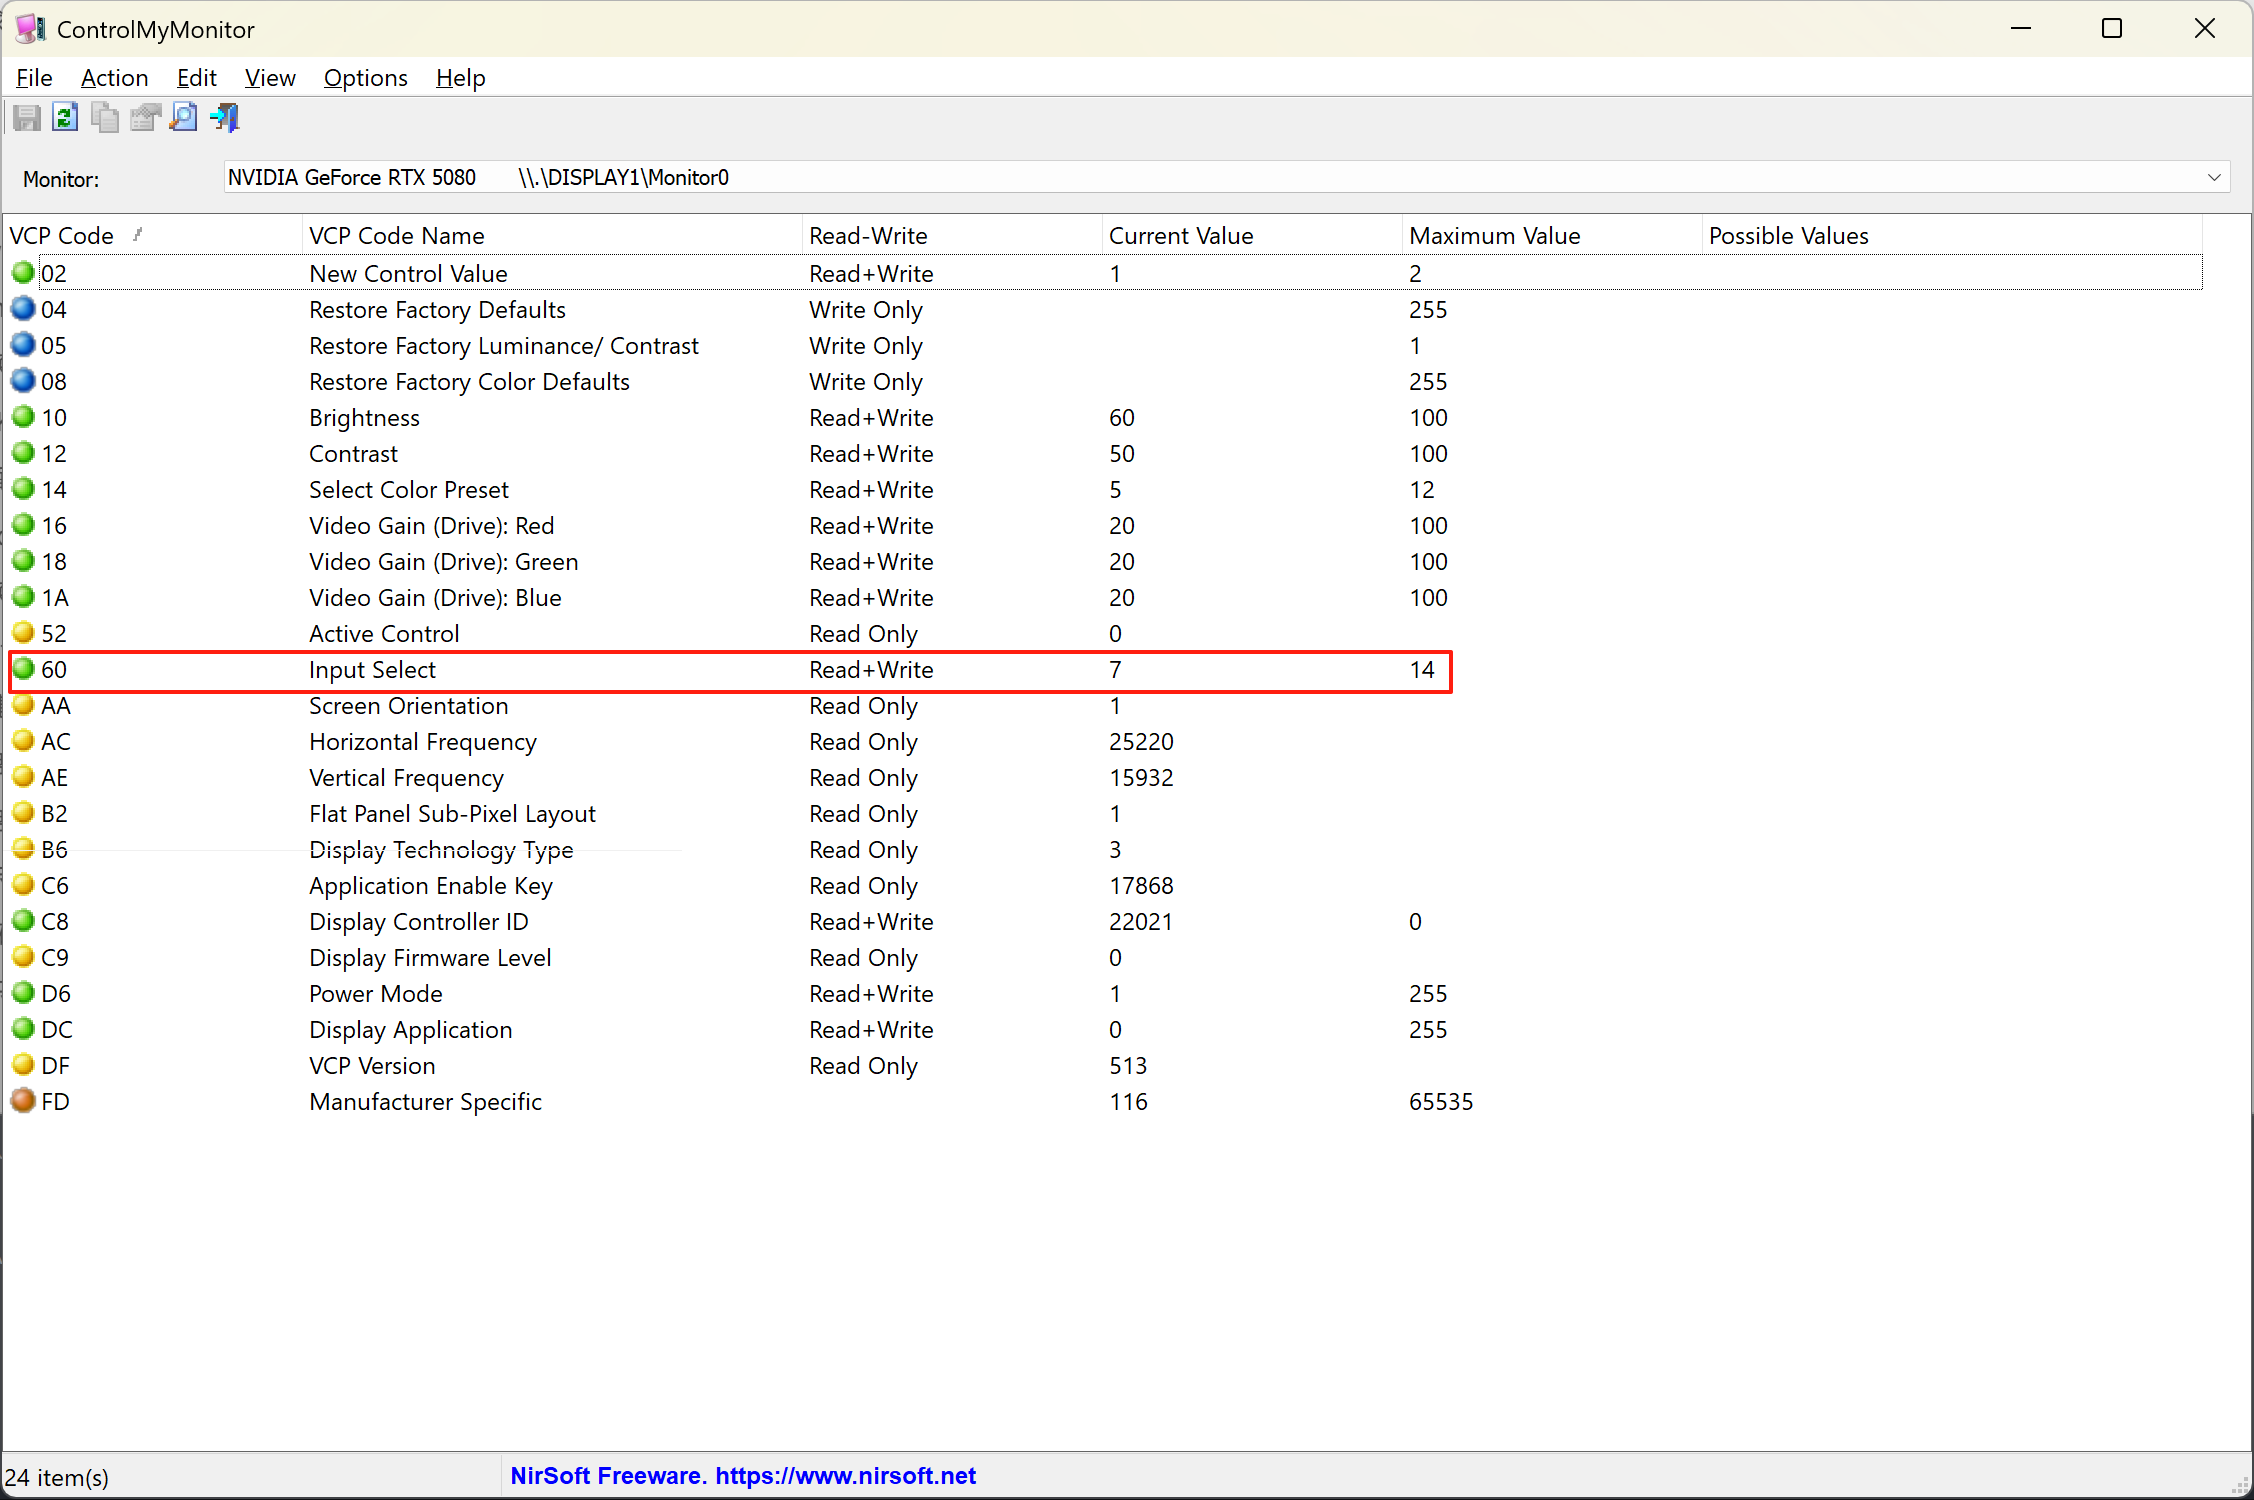 ControlMyMonitor
File Action Edit View Options Help
Monitor: NVIDIA GeForce RTX 5080 \\.\DISPLAY1\Monitor0
VCP Code VCP Code Name Read-Write Current Value Maximum Value Possible Values
02 New Control Value Read+Write 1 2
04 Restore Factory Defaults Write Only 255
05 Restore Factory Luminance/ Contrast Write Only 1
08 Restore Factory Color Defaults Write Only 255
10 Brightness Read+Write 60 100
12 Contrast Read+Write 50 100
14 Select Color Preset Read+Write 5 12
16 Video Gain (Drive): Red Read+Write 20 100
18 Video Gain (Drive): Green Read+Write 20 100
1A Video Gain (Drive): Blue Read+Write 20 100
52 Active Control Read Only 0
60 Input Select Read+Write 7 14
AA Screen Orientation Read Only 1
AC Horizontal Frequency Read Only 25220
AE Vertical Frequency Read Only 15932
B2 Flat Panel Sub-Pixel Layout Read Only 1
B6 Display Technology Type Read Only 3
C6 Application Enable Key Read Only 17868
C8 Display Controller ID Read+Write 22021 0
C9 Display Firmware Level Read Only 0
D6 Power Mode Read+Write 1 255
DC Display Application Read+Write 0 255
DF VCP Version Read Only 513
FD Manufacturer Specific 116 65535
24 item(s) NirSoft Freeware. https://www.nirsoft.net